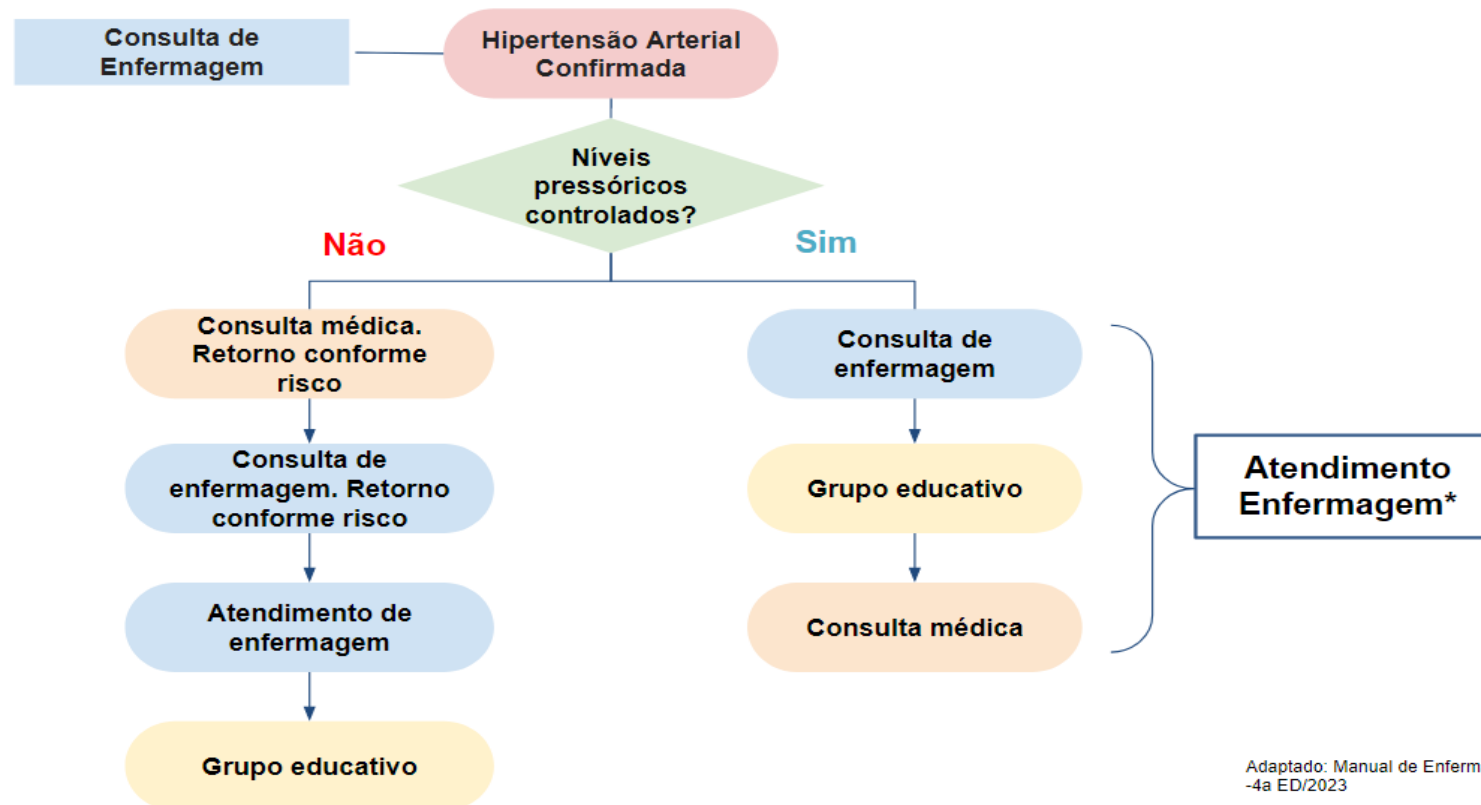 Consulta de
Enfermagem
Hipertensão Arterial
Confirmada
Níveis
pressóricos
controlados?
Não
Sim
Consulta médica.
Retorno conforme
risco
Consulta de
enfermagem. Retorno
conforme risco
Atendimento de
enfermagem
Grupo educativo
Consulta de
enfermagem
Grupo educativo
Consulta médica
Atendimento
Enfermagem*
Adaptado: Manual de Enferm
-4a ED/2023